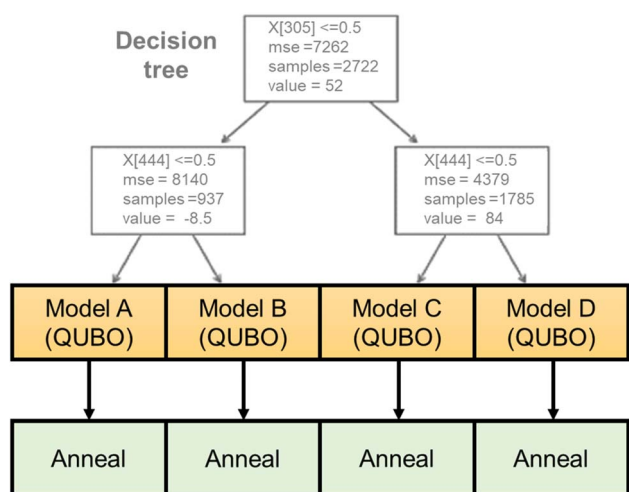 Decision
tree
X[305] <=0.5
mse =7262
samples =2722
value = 52
X[444] <=0.5
mse = 8140
samples =937
value = -8.5
X[444] <=0.5
mse = 4379
samples =1785
value = 84
Model A
(QUBO)
Model B
(QUBO)
Model C
(QUBO)
Model D
(QUBO)
Anneal
Anneal
Anneal
Anneal